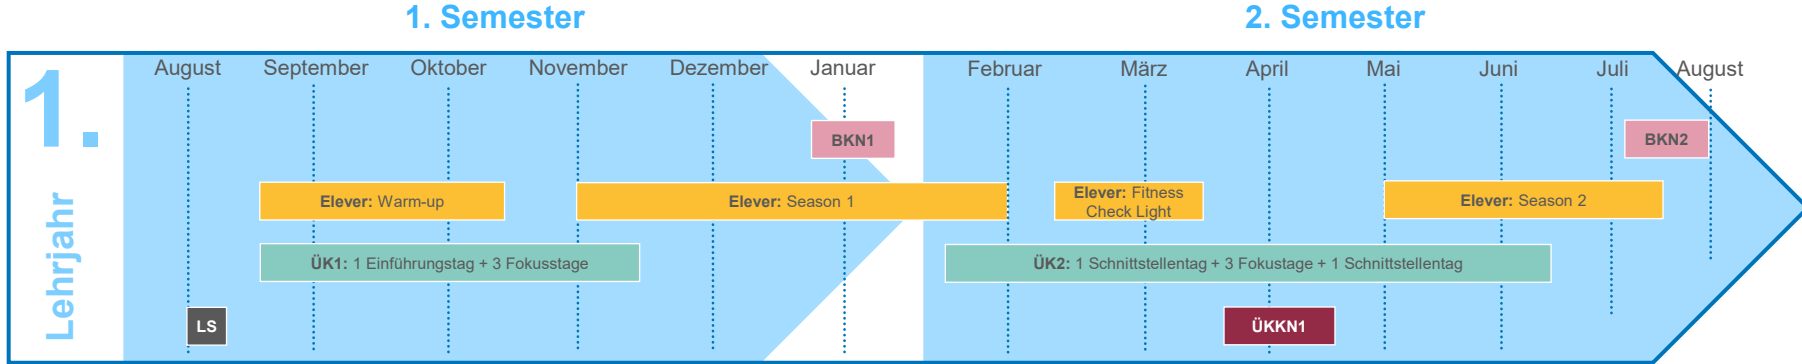 1. Semester
2. Semester
1.
Lehrjahr
August
September
Oktober
November
Dezember
Januar
Februar
März
April
Mai
Juni
Juli
August
BKN1
BKN2
Elever: Warm-up
Elever: Season 1
Elever: Fitness
Check Light
Elever: Season 2
ÜK1: 1 Einführungstag + 3 Fokusstage
ÜK2: 1 Schnittstellentag + 3 Fokustage + 1 Schnittstellentag
LS
ÜKKN1